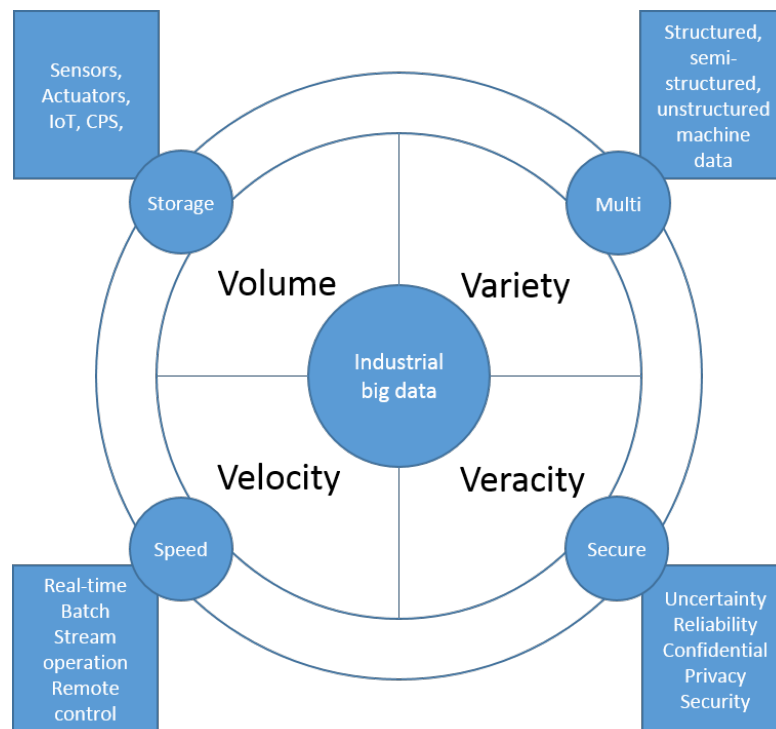 Sensors,
Actuators,
IoT, CPS,
Structured,
semi-
structured,
unstructured
machine
data
Storage
Multi
Volume
Variety
Industrial
big data
Velocity
Veracity
Speed
Secure
Real-time
Batch
Stream
operation
Remote
control
Uncertainty
Reliability
Confidential
Privacy
Security